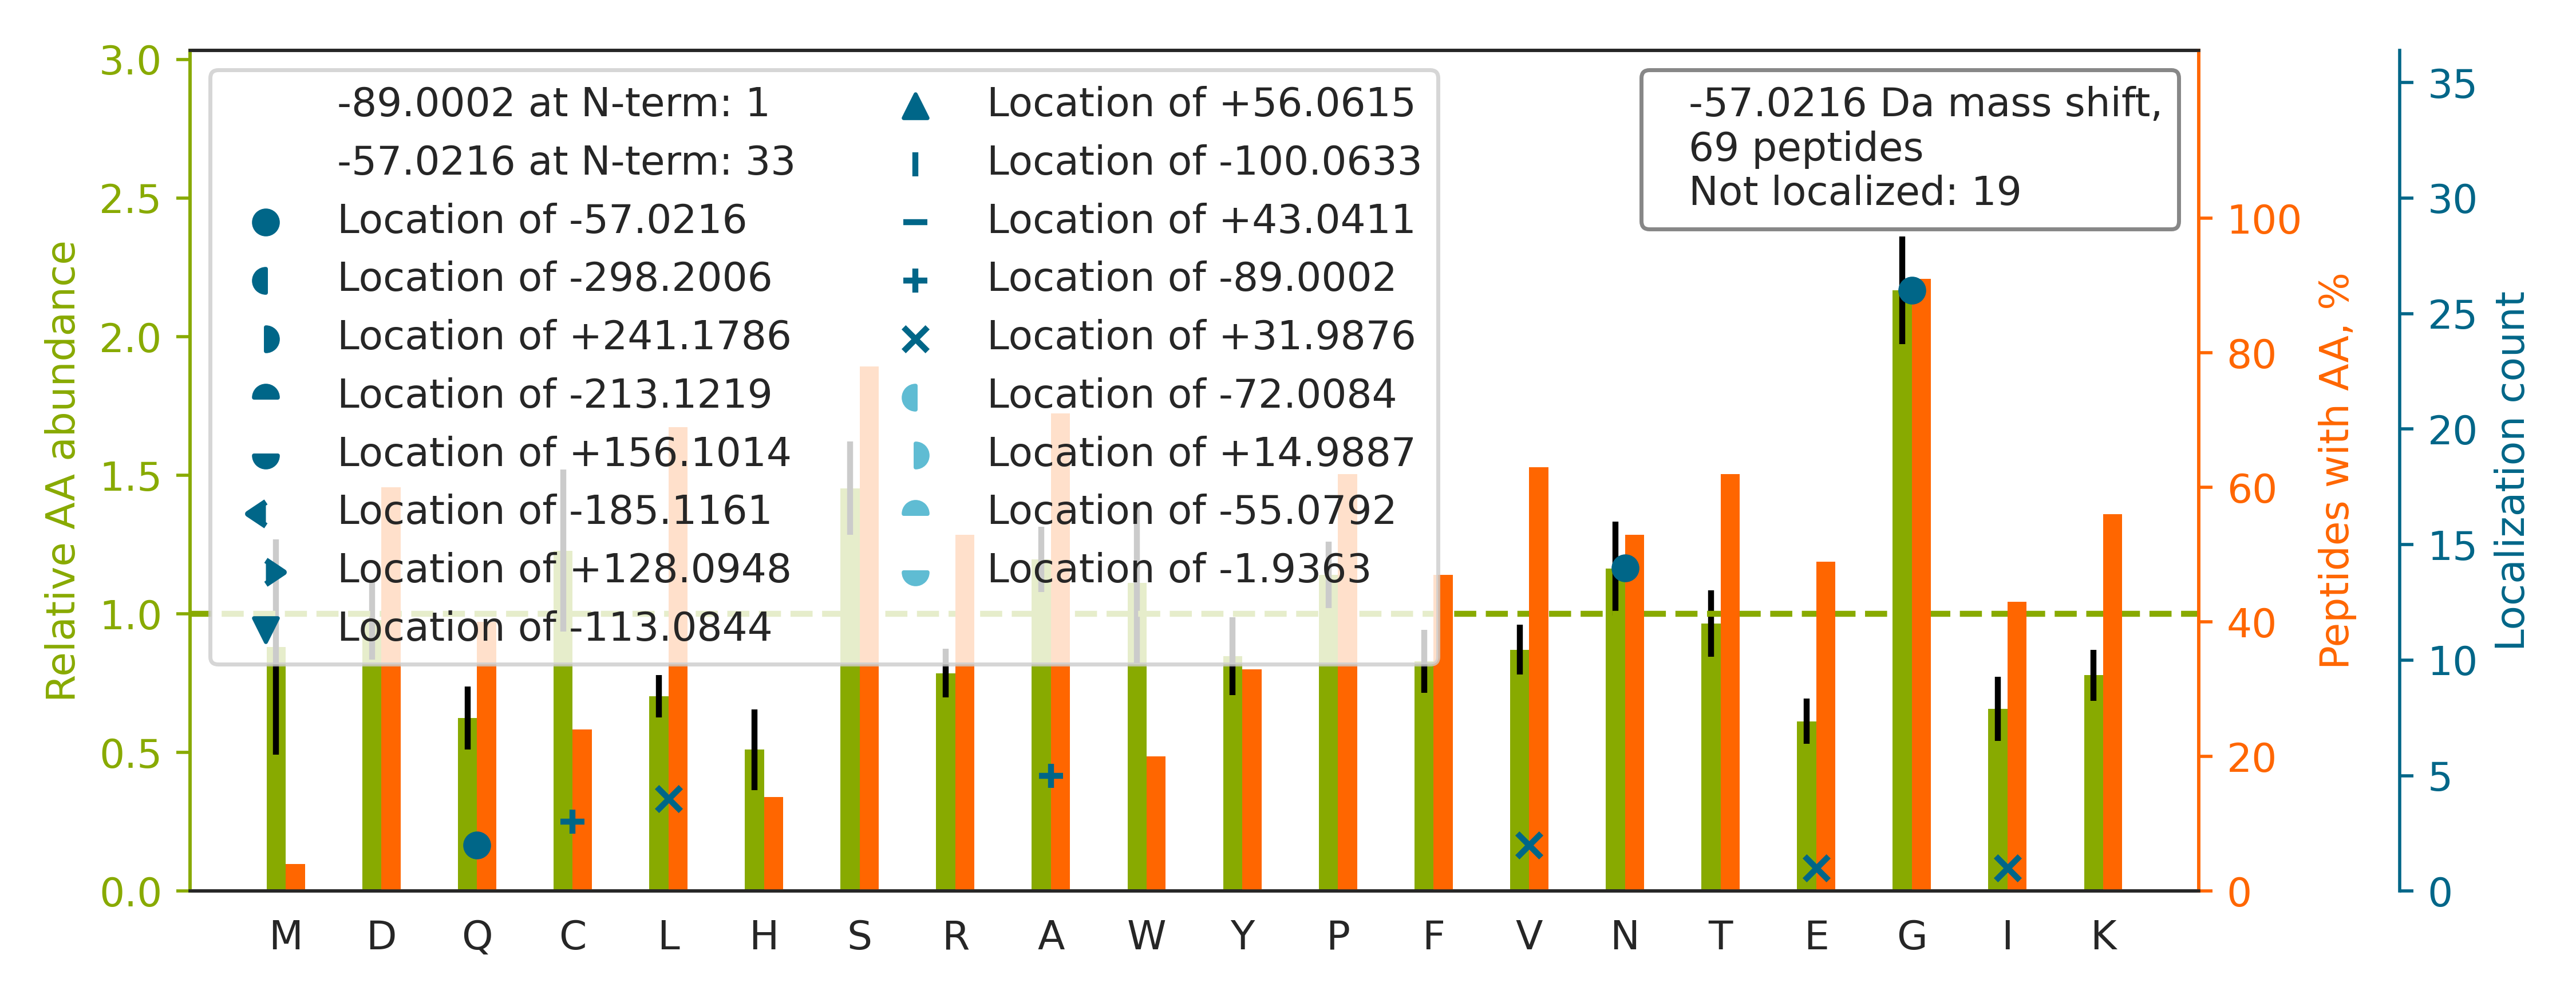 3.0
2.5
2.0
1.5
1.0
0.5
0.0
Relative AA abundance
-89.0002 at N-term: 1
-57.0216 at N-term: 33
Location of -57.0216
Location of -298.2006
Location of +241.1786
Location of -213.1219
Location of +156.1014
Location of -185.1161
Location of +128.0948
Location of -113.0844
Location of +56.0615
Location of -100.0633
Location of +43.0411
Location of -89.0002
Location of +31.9876
Location of -72.0084
Location of +14.9887
Location of -55.0792
Location of -1.9363
-57.0216 Da mass shift,
69 peptides
Not localized: 19
M D Q C L H S R A W Y P F V N T E G I K
100
80
60
40
20
0
Peptides with AA, %
35
30
25
20
15
10
5
0
Localization count